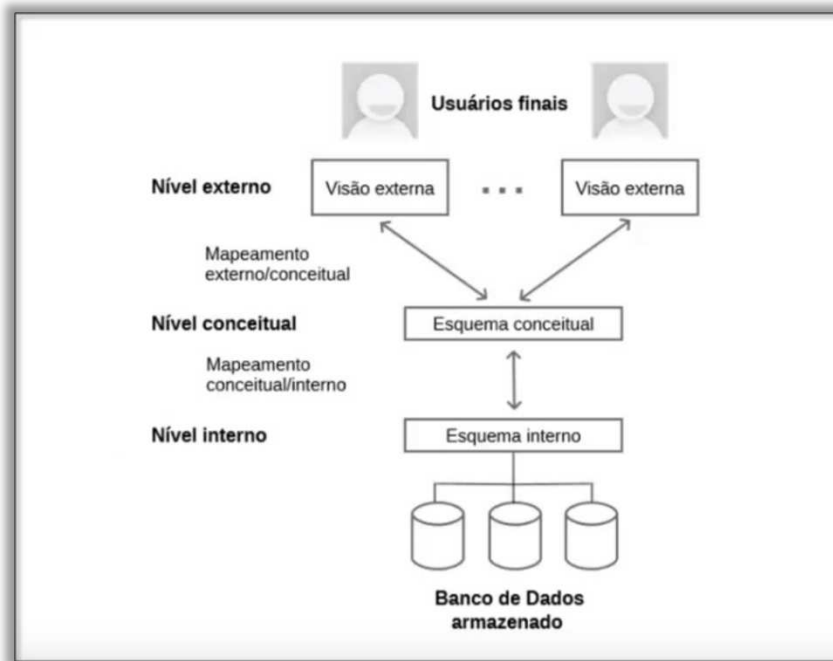 Usuários finais
Nível externo
Visão externa
Visão externa
Mapeamento
externo/conceitual
Nível conceitual
Esquema conceitual
Mapeamento
conceitual/interno
Nível interno
Esquema interno
Banco de Dados
armazenado